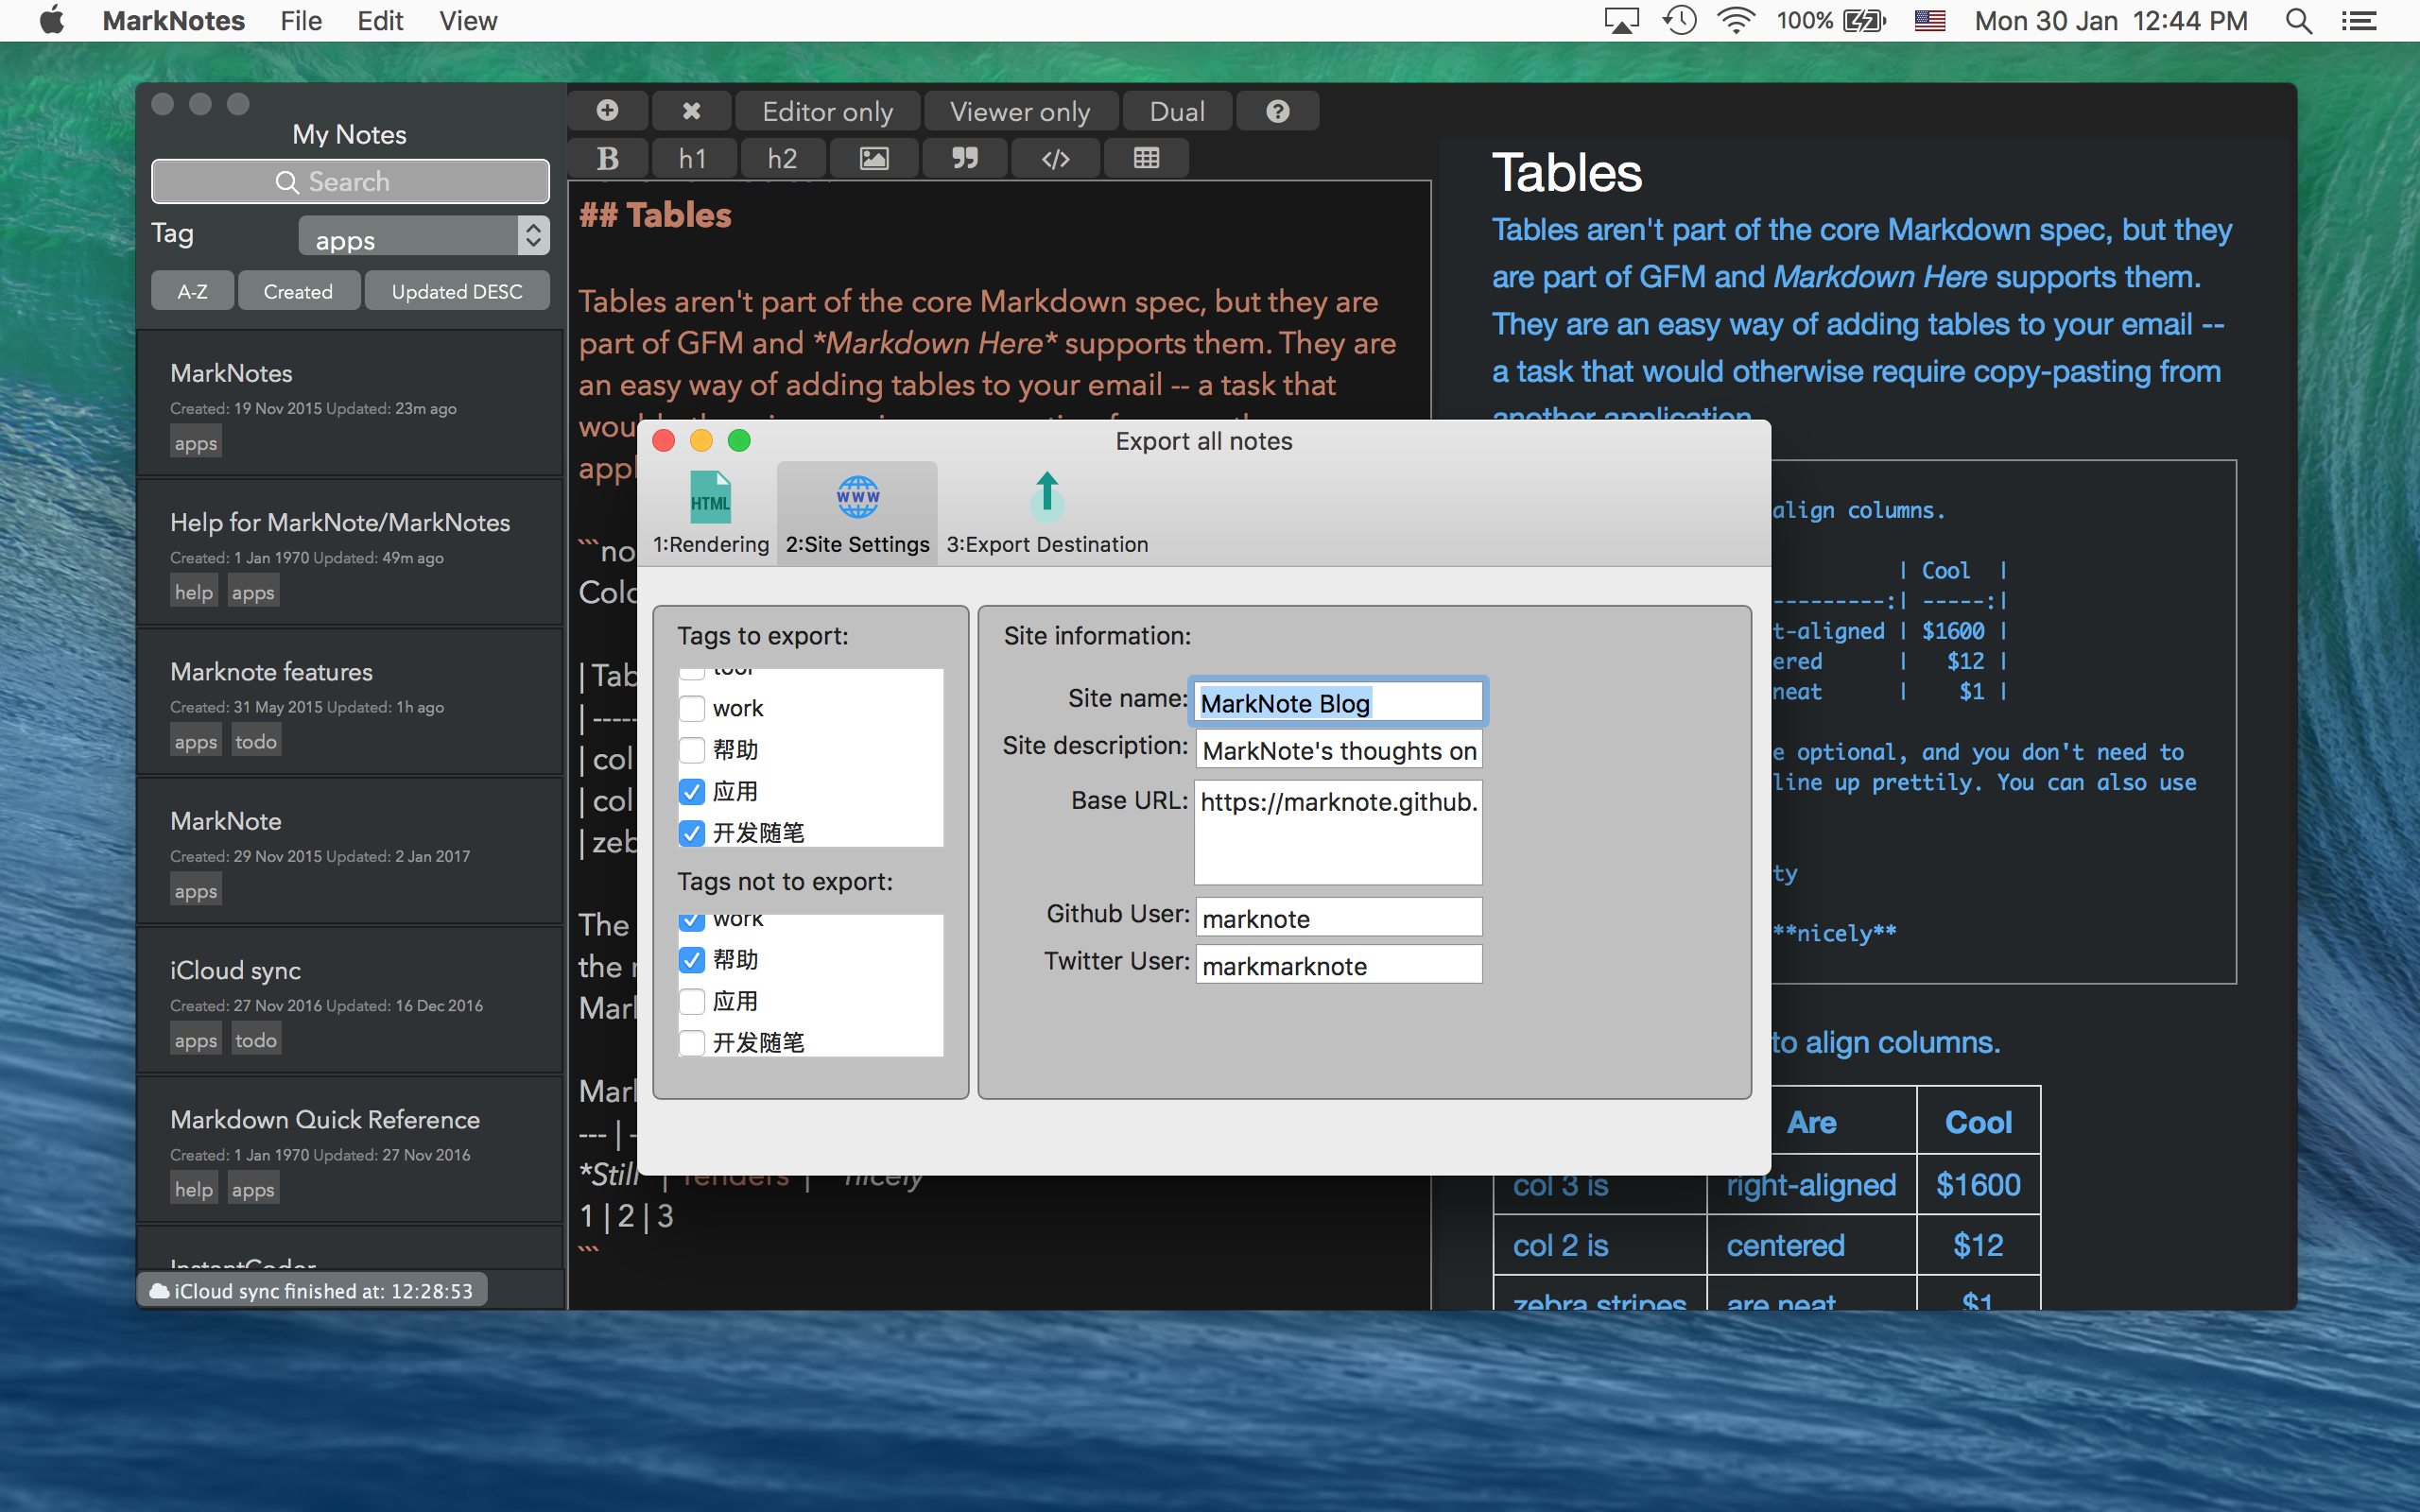 MarkNotes File Edit View
100% Mon 30 Jan 12:44 PM
My Notes
Search
Tag
apps
A-Z Created Updated DESC
MarkNotes
Created: 19 Nov 2015 Updated: 23m ago
apps
Help for MarkNote/MarkNotes
Created: 1 Jan 1970 Updated: 49m ago
help apps
Marknote features
Created: 31 May 2015 Updated: 1h ago
apps todo
MarkNote
Created: 29 Nov 2015 Updated: 2 Jan 2017
apps
iCloud sync
Created: 27 Nov 2016 Updated: 16 Dec 2016
apps todo
Markdown Quick Reference
Created: 1 Jan 1970 Updated: 27 Nov 2016
help apps
iCloud sync finished at: 12:28:53
Editor only Viewer only Dual ?
B h1 h2 </>
## Tables
Tables aren't part of the core Markdown spec, but they are
part of GFM and *Markdown Here* supports them. They are
an easy way of adding tables to your email -- a task that
wou
appl
```no
Colo
| Tab
| -----
| col
| col
| zeb
The
the r
Mark
Mark
--- | -
*Still | renders | nicely
1 | 2 | 3
```
Export all notes
HTML
WWW
1:Rendering 2:Site Settings 3:Export Destination
Tags to export:
tool
work
帮助
应用
开发随笔
Tags not to export:
work
帮助
应用
开发随笔
Site information:
Site name: MarkNote Blog
Site description: MarkNote's thoughts on
Base URL: https://marknote.github.
Github User: marknote
Twitter User: markmarknote
Tables
Tables aren't part of the core Markdown spec, but they
are part of GFM and Markdown Here supports them.
They are an easy way of adding tables to your email --
a task that would otherwise require copy-pasting from
another application.
align columns.
| Cool |
---------:| -----:|
t-aligned | $1600 |
ered | $12 |
neat | $1 |
e optional, and you don't need to
line up prettily. You can also use
ty
**nicely**
to align columns.
Are Cool
col 3 is right-aligned $1600
col 2 is centered $12
zebra stripes are neat $1